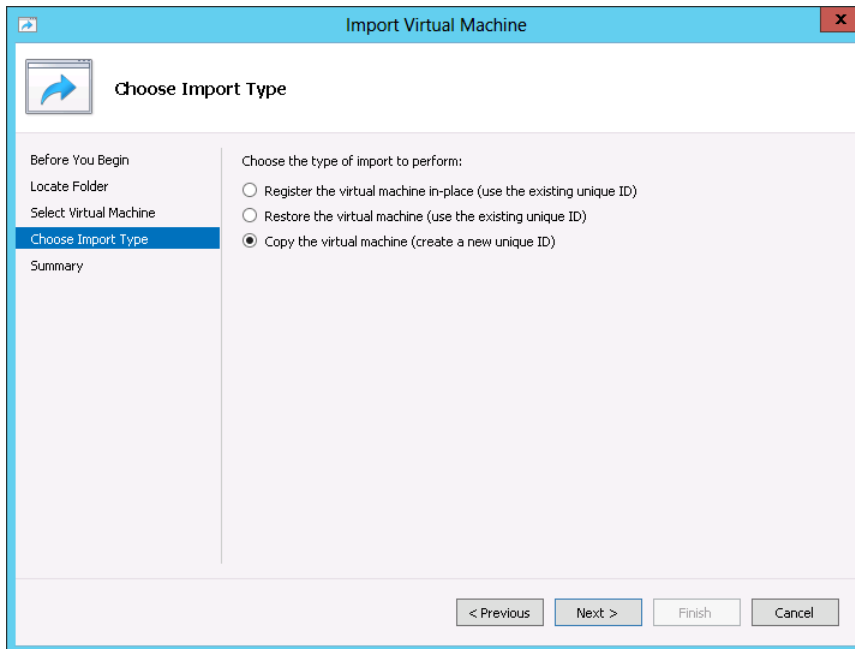 Import Virtual Machine
x
Choose Import Type
Before You Begin
Locate Folder
Select Virtual Machine
Choose Import Type
Summary
Choose the type of import to perform:
Register the virtual machine in-place (use the existing unique ID)
Restore the virtual machine (use the existing unique ID)
Copy the virtual machine (create a new unique ID)
< Previous
Next >
Finish
Cancel